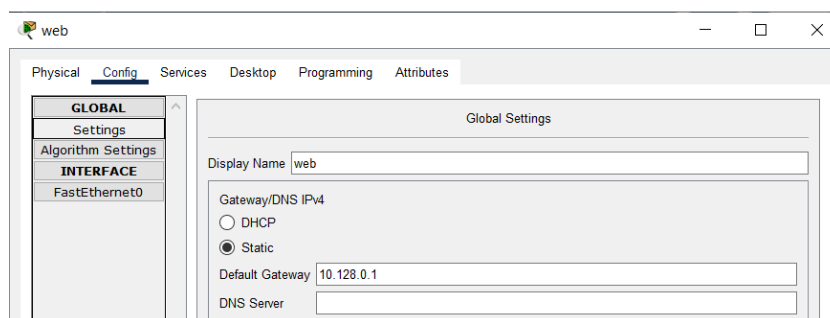 web
Physical Config Services Desktop Programming Attributes
GLOBAL
Settings
Algorithm Settings
INTERFACE
FastEthernet0
Global Settings
Display Name web
Gateway/DNS IPv4
DHCP
Static
Default Gateway 10.128.0.1
DNS Server